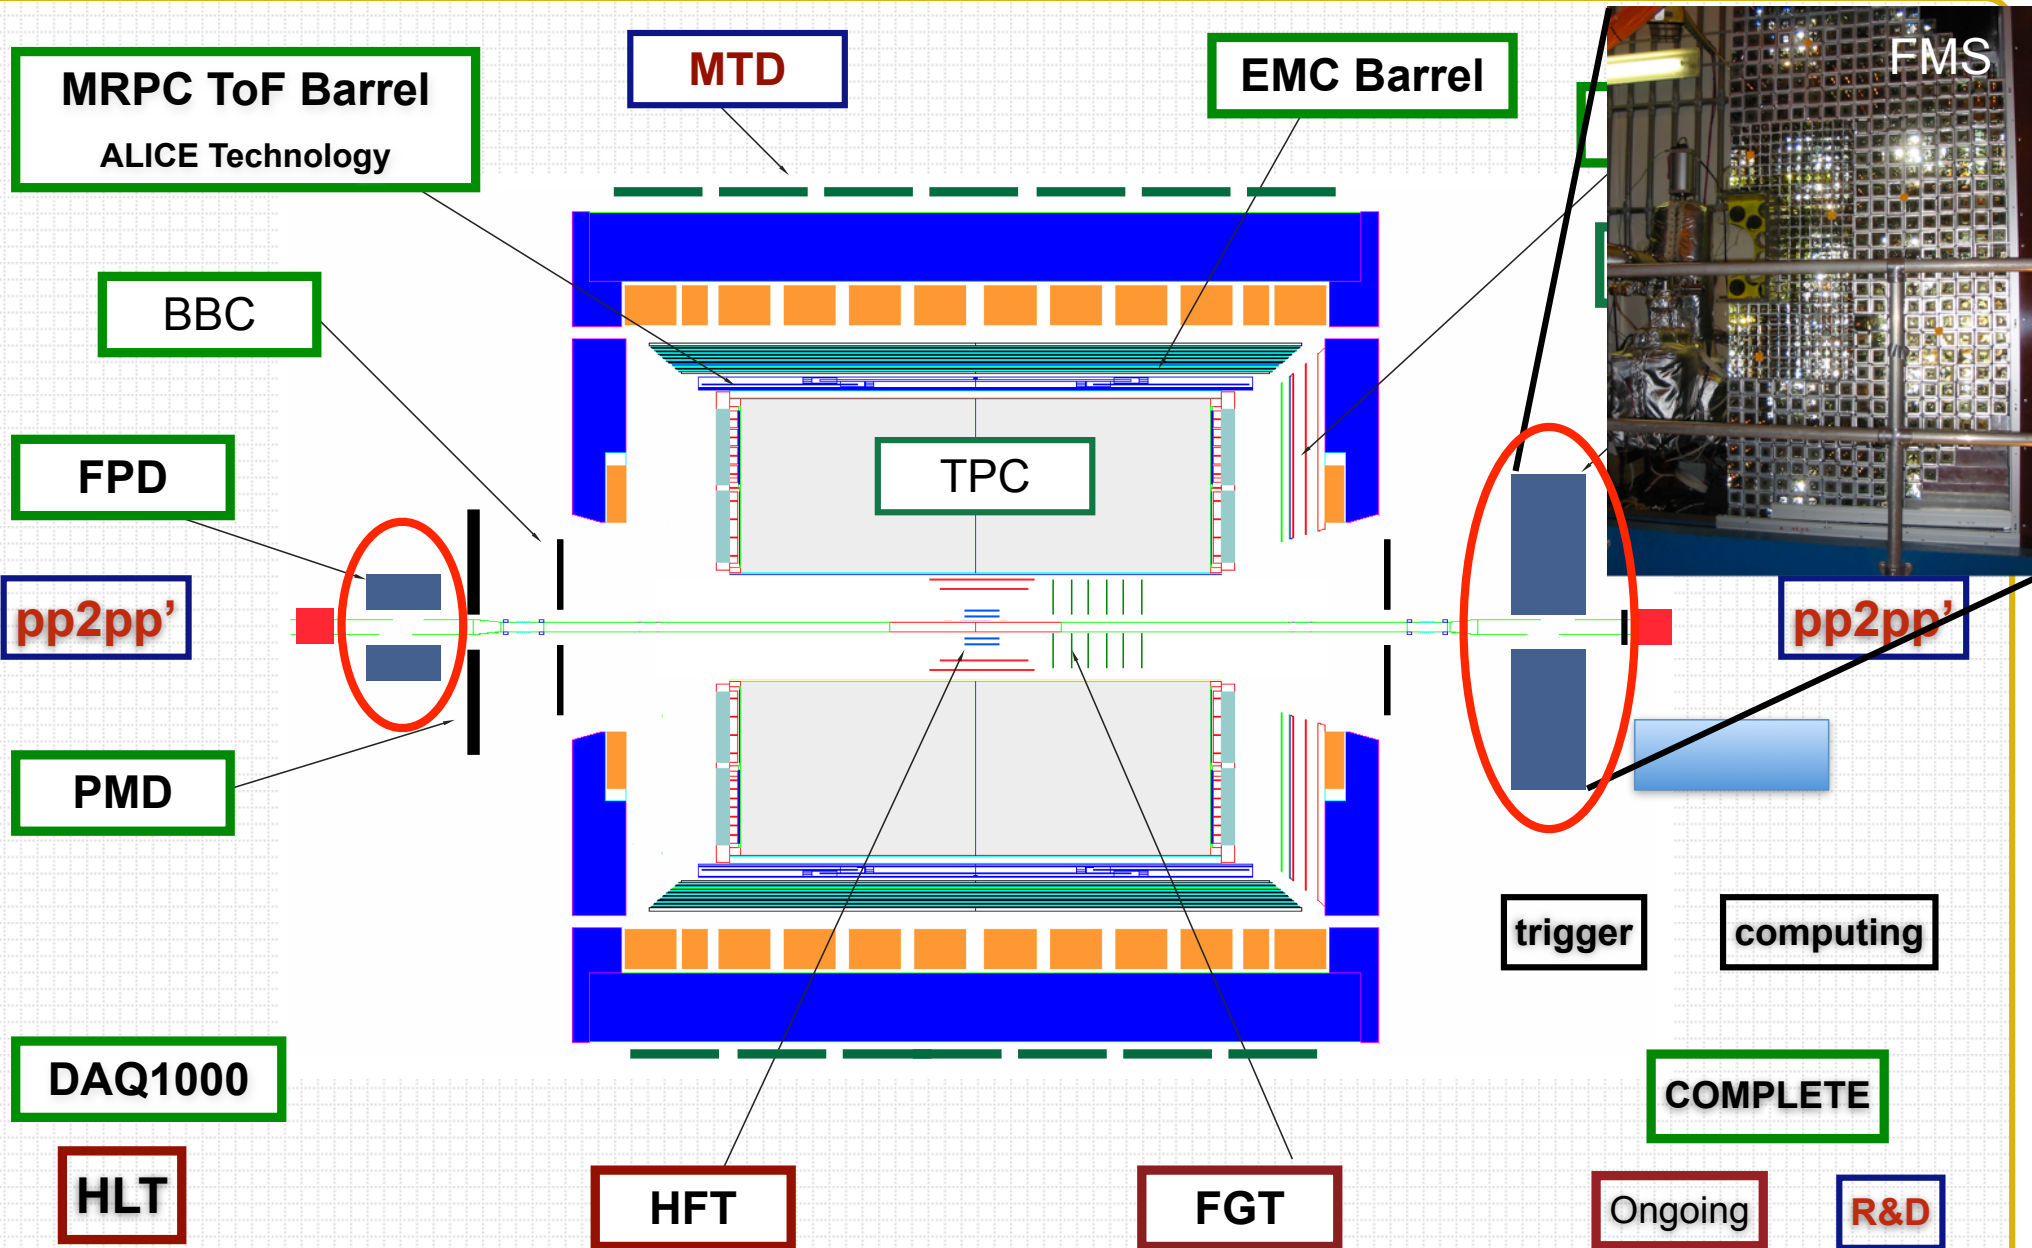 MRPC ToF Barrel
ALICE Technology
MTD
EMC Barrel
FMS
BBC
FPD
TPC
pp2pp’
pp2pp’
PMD
trigger
computing
DAQ1000
COMPLETE
HLT
HFT
FGT
Ongoing
R&D